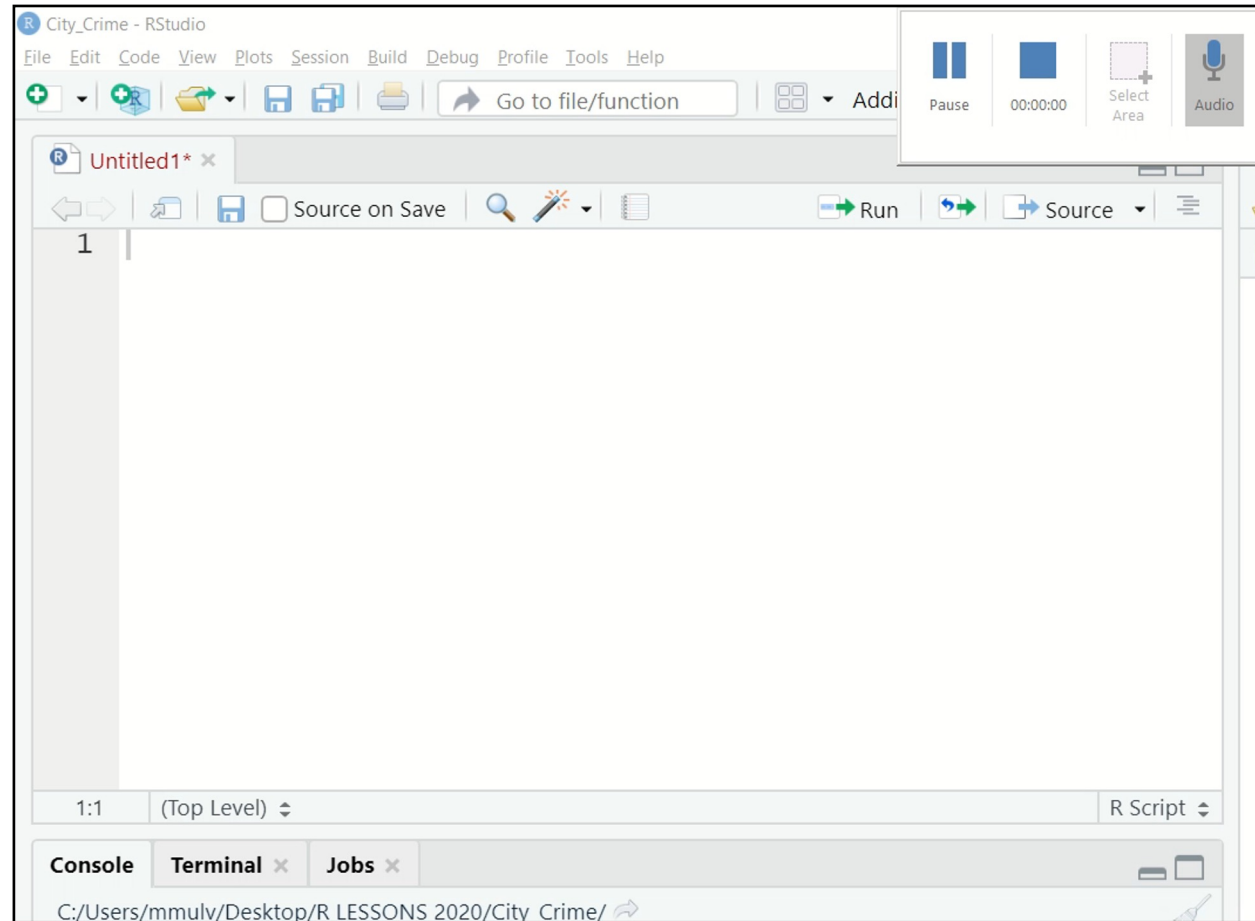 City_Crime - RStudio
File Edit Code View Plots Session Build Debug Profile Tools Help
Go to file/function
Addi
Pause
00:00:00
Select
Area
Audio
Untitled1*
Source on Save
Run
Source
1
1:1
(Top Level)
R Script
Console Terminal Jobs
C:/Users/mmulv/Desktop/R LESSONS 2020/City_Crime/